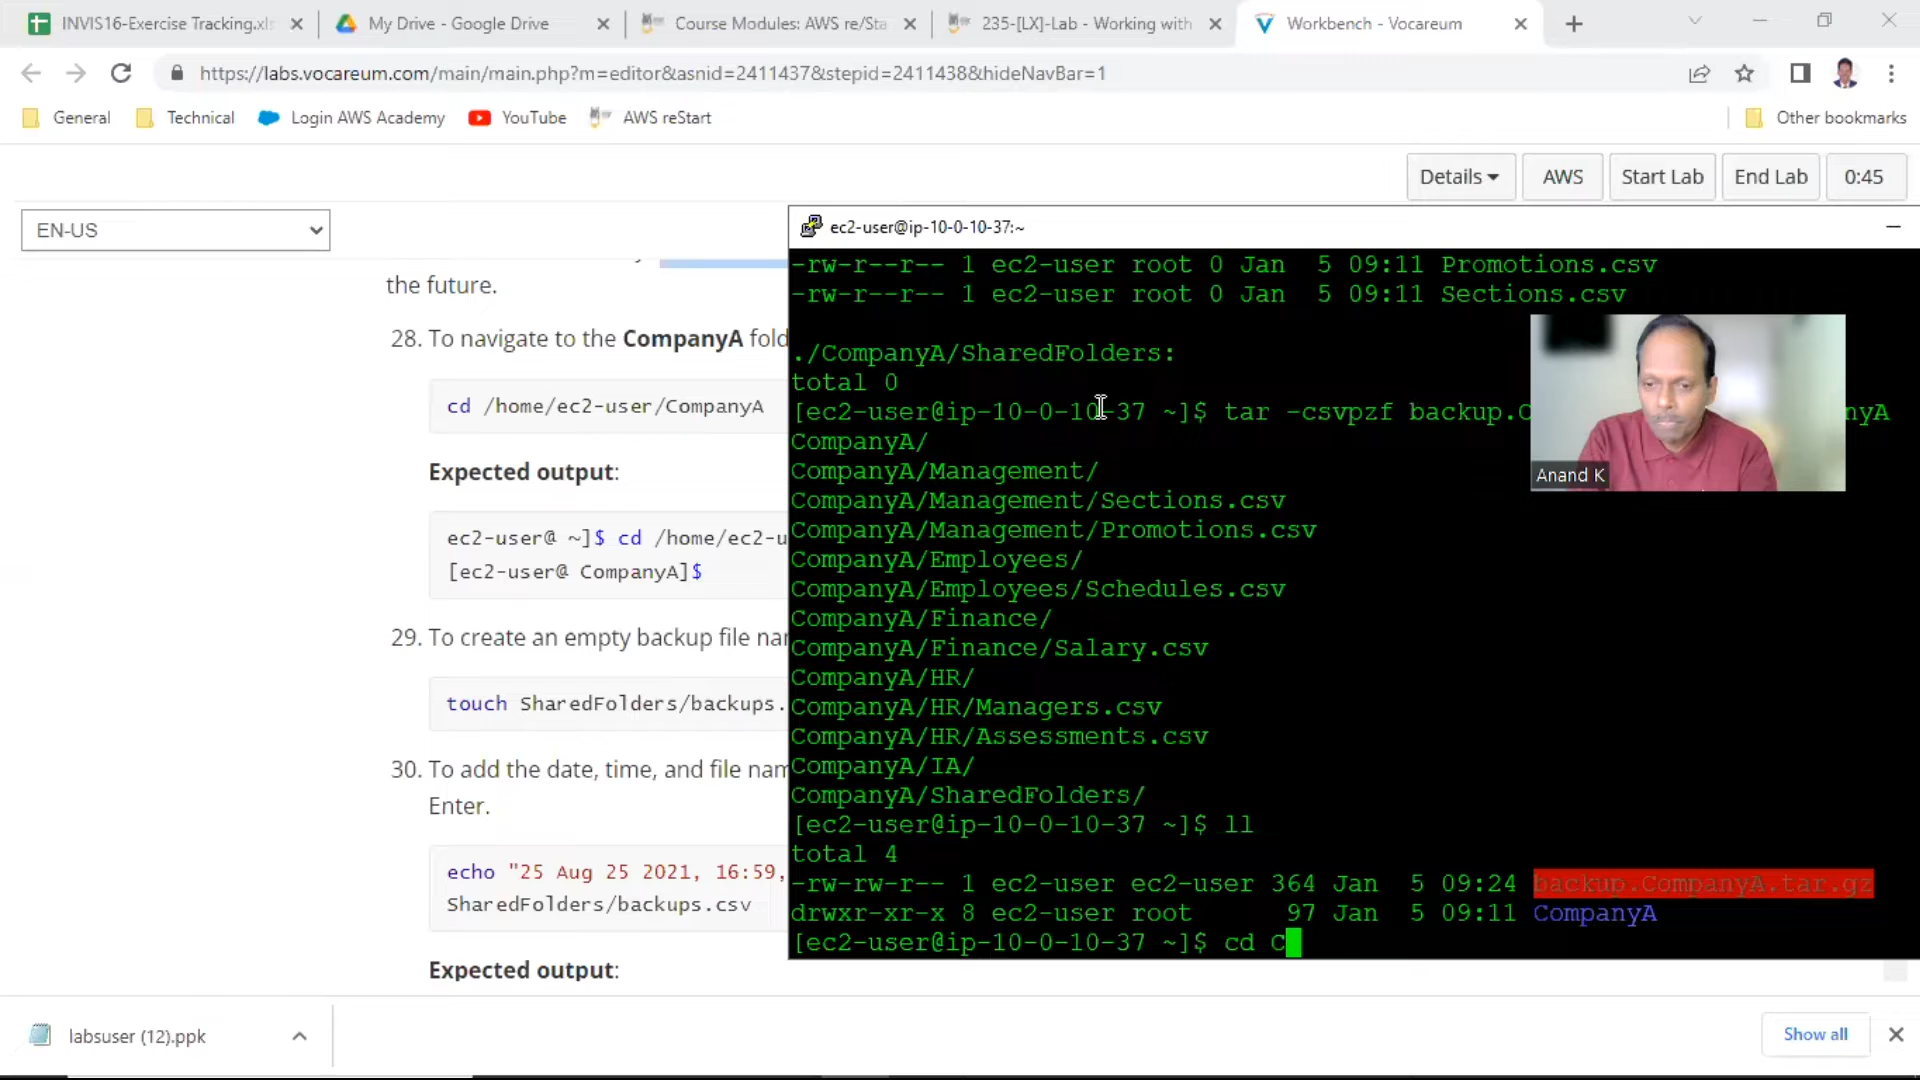 INVIS16-Exercise Tracking.xls
My Drive - Google Drive
Course Modules: AWS re/Sta
235-[LX]-Lab - Working with
Workbench - Vocareum
https://labs.vocareum.com/main/main.php?m=editor&asnid=2411437&stepid=2411438&hideNavBar=1
General
Technical
Login AWS Academy
YouTube
AWS reStart
Other bookmarks
Details
AWS
Start Lab
End Lab
0:45
EN-US
the future.
28. To navigate to the CompanyA fold
cd /home/ec2-user/CompanyA
Expected output:
ec2-user@ ~]$ cd /home/ec2-u
[ec2-user@ CompanyA]$
29. To create an empty backup file nam
touch SharedFolders/backups.
30. To add the date, time, and file nam
Enter.
echo "25 Aug 25 2021, 16:59,
SharedFolders/backups.csv
Expected output:
ec2-user@ip-10-0-10-37:~
-rw-r--r-- 1 ec2-user root 0 Jan  5 09:11 Promotions.csv
-rw-r--r-- 1 ec2-user root 0 Jan  5 09:11 Sections.csv
./CompanyA/SharedFolders:
total 0
[ec2-user@ip-10-0-10-37 ~]$ tar -csvpzf backup.C nyA
CompanyA/
CompanyA/Management/
CompanyA/Management/Sections.csv
CompanyA/Management/Promotions.csv
CompanyA/Employees/
CompanyA/Employees/Schedules.csv
CompanyA/Finance/
CompanyA/Finance/Salary.csv
CompanyA/HR/
CompanyA/HR/Managers.csv
CompanyA/HR/Assessments.csv
CompanyA/IA/
CompanyA/SharedFolders/
[ec2-user@ip-10-0-10-37 ~]$ ll
total 4
-rw-rw-r-- 1 ec2-user ec2-user 364 Jan  5 09:24 backup.CompanyA.tar.gz
drwxr-xr-x 8 ec2-user root      97 Jan  5 09:11 CompanyA
[ec2-user@ip-10-0-10-37 ~]$ cd C
Anand K
labsuser (12).ppk
Show all